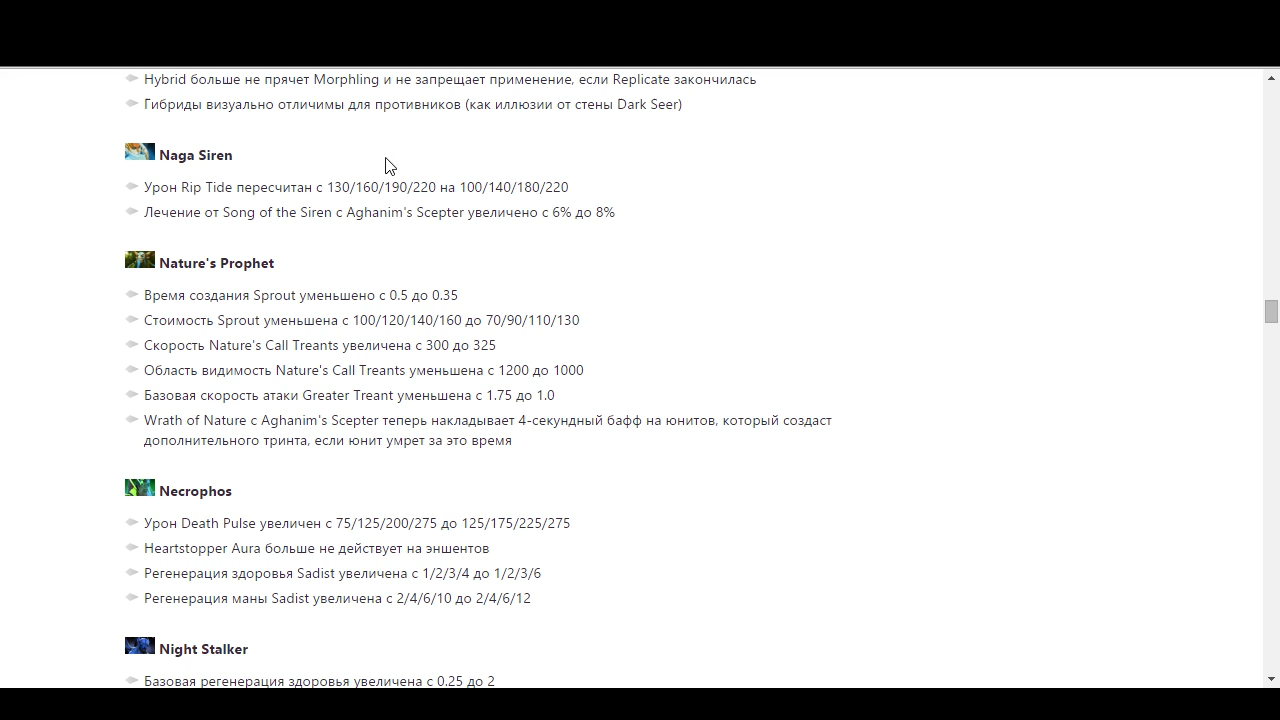 Hybrid больше не прячет Morphling и не запрещает применение, если Replicate закончилась
Гибриды визуально отличимы для противников (как иллюзии от стены Dark Seer)
Naga Siren
Урон Rip Tide пересчитан с 130/160/190/220 на 100/140/180/220
Лечение от Song of the Siren с Aghanim's Scepter увеличено с 6% до 8%
Nature's Prophet
Время создания Sprout уменьшено с 0.5 до 0.35
Стоимость Sprout уменьшена с 100/120/140/160 до 70/90/110/130
Скорость Nature's Call Treants увеличена с 300 до 325
Область видимость Nature's Call Treants уменьшена с 1200 до 1000
Базовая скорость атаки Greater Treant уменьшена с 1.75 до 1.0
Wrath of Nature с Aghanim's Scepter теперь накладывает 4-секундный бафф на юнитов, который создаст
дополнительного тринта, если юнит умрет за это время
Necrophos
Урон Death Pulse увеличен с 75/125/200/275 до 125/175/225/275
Heartstopper Aura больше не действует на эншентов
Регенерация здоровья Sadist увеличена с 1/2/3/4 до 1/2/3/6
Регенерация маны Sadist увеличена с 2/4/6/10 до 2/4/6/12
Night Stalker
Базовая регенерация здоровья увеличена с 0.25 до 2